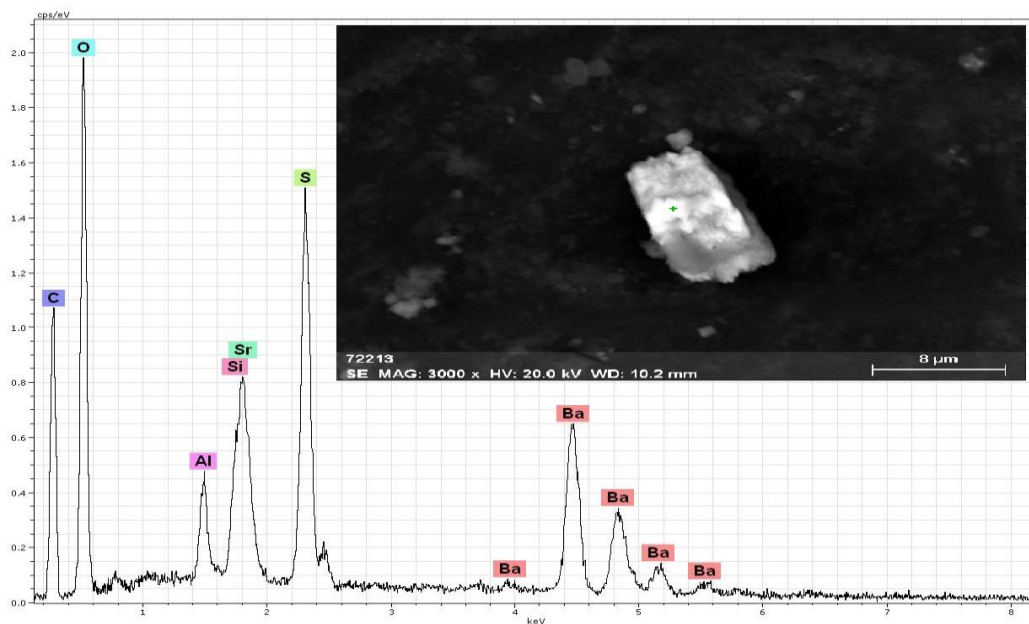 cps/eV
O
2.0
1.8
1.6
S
1.4
1.2
C
1.0
Sr
Si
0.8
Ba
0.6
Al
0.4
Ba
0.2
Ba
Ba
Ba
0.0
1
2
3
4
5
6
7
8
keV
72213
8 µm
SE MAG: 3000 x HV: 20.0 kV WD: 10.2 mm